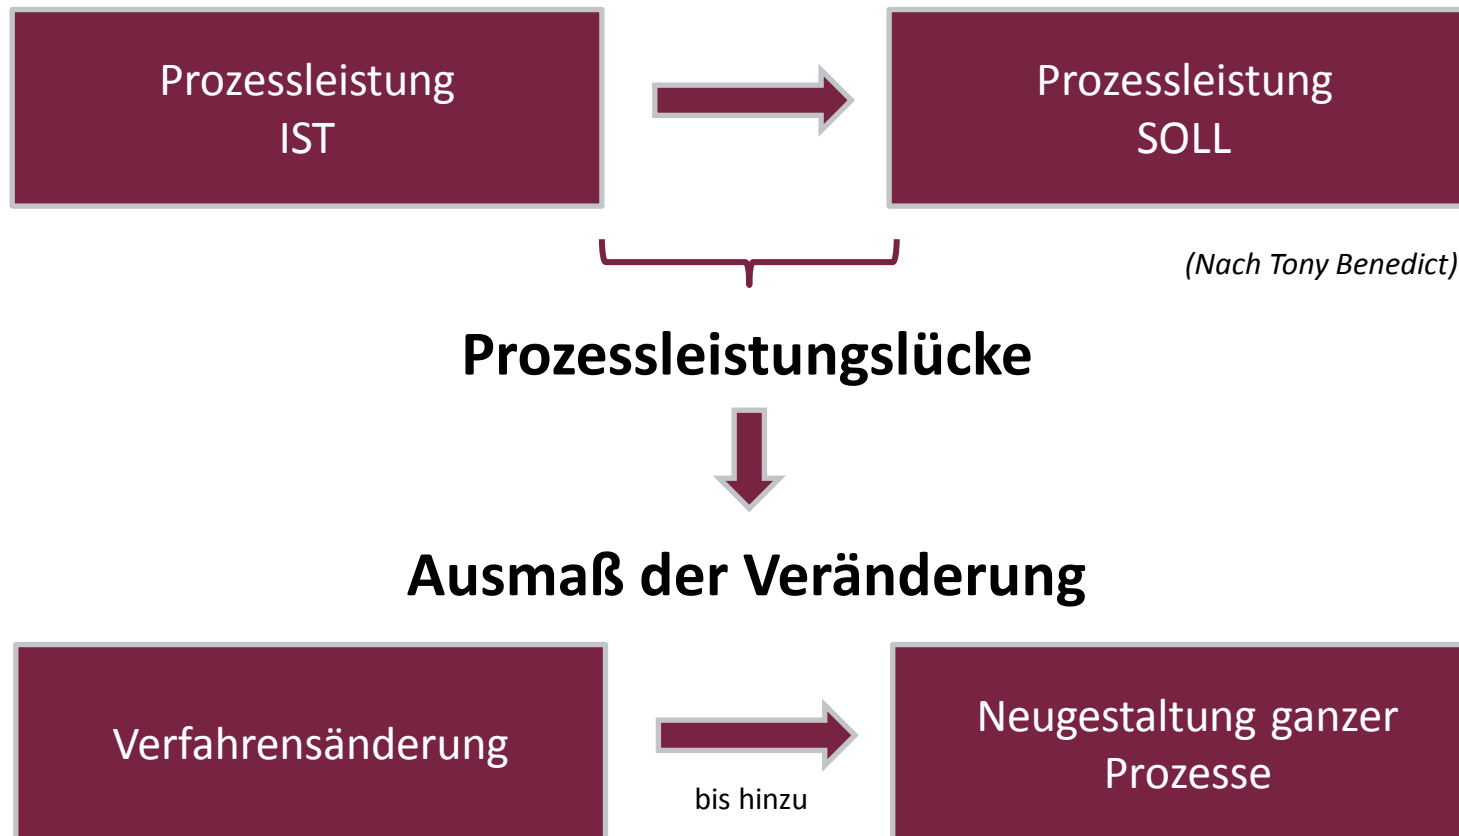 Prozessleistung
IST
Prozessleistung
SOLL
(Nach Tony Benedict)
Prozessleistungslücke
Ausmaß der Veränderung
Verfahrensänderung
bis hinzu
Neugestaltung ganzer
Prozesse